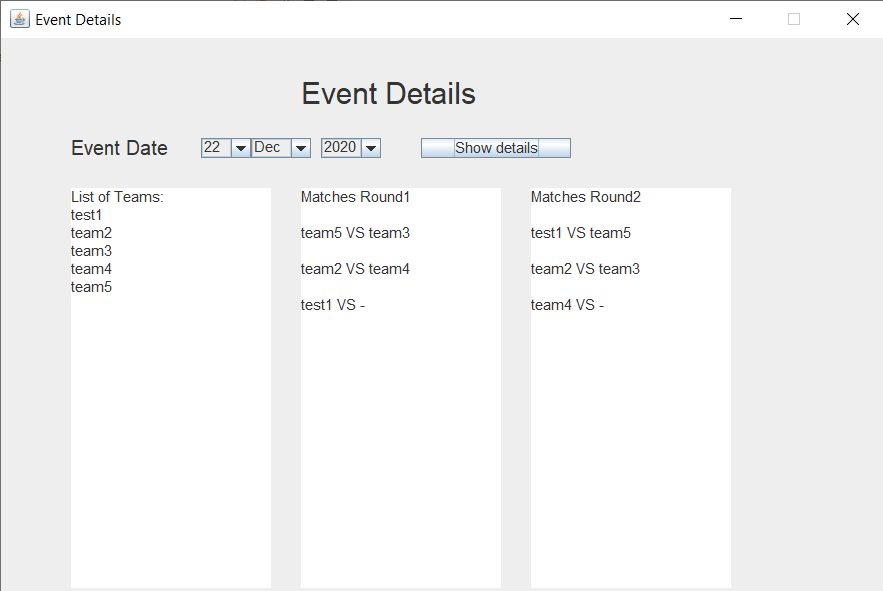 Event Details
Event Details
Event Date 22 Dec 2020 Show details
List of Teams:
test1
team2
team3
team4
team5
Matches Round1
team5 VS team3
team2 VS team4
test1 VS -
Matches Round2
test1 VS team5
team2 VS team3
team4 VS -